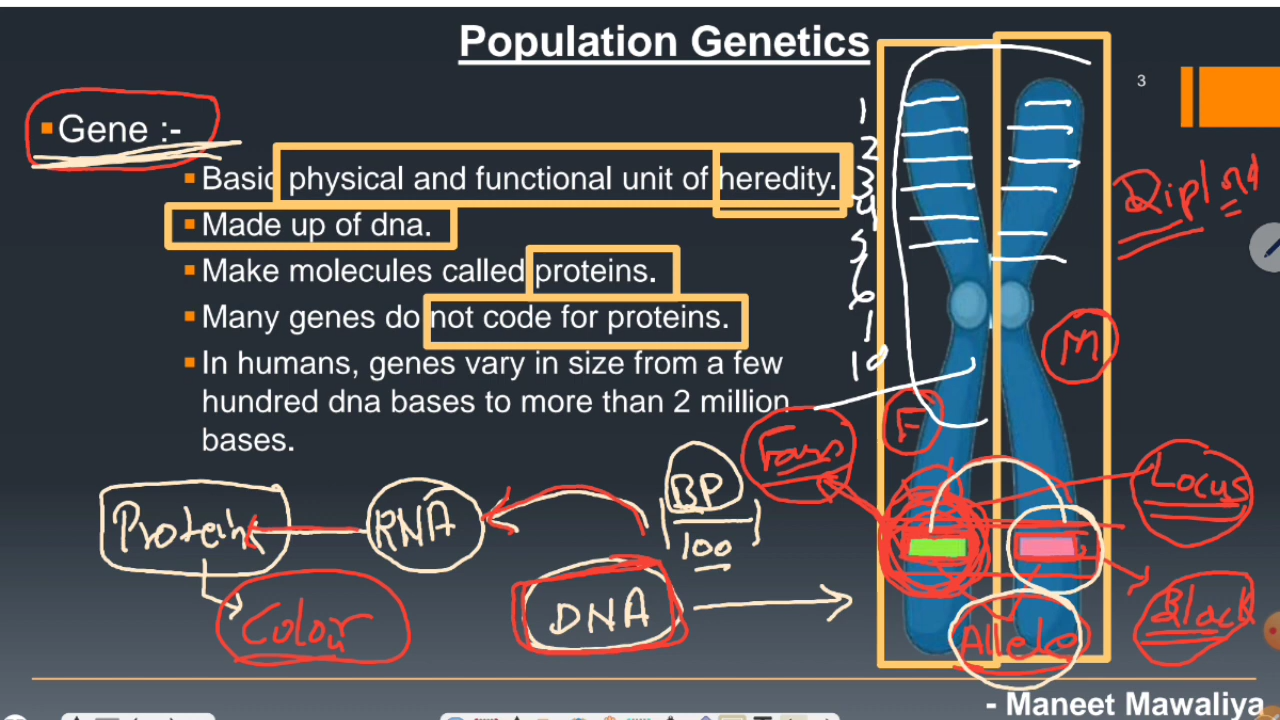 Population Genetics
3
Gene :-
Basic physical and functional unit of heredity.
Made up of dna.
Make molecules called proteins.
Many genes do not code for proteins.
In humans, genes vary in size from a few
hundred dna bases to more than 2 million
bases.
1
2
3
4
5
6
10
Diploid
M
F
Locus
BP
100
Protein
RNA
DNA
Colour
Black
- Maneet Mawaliya